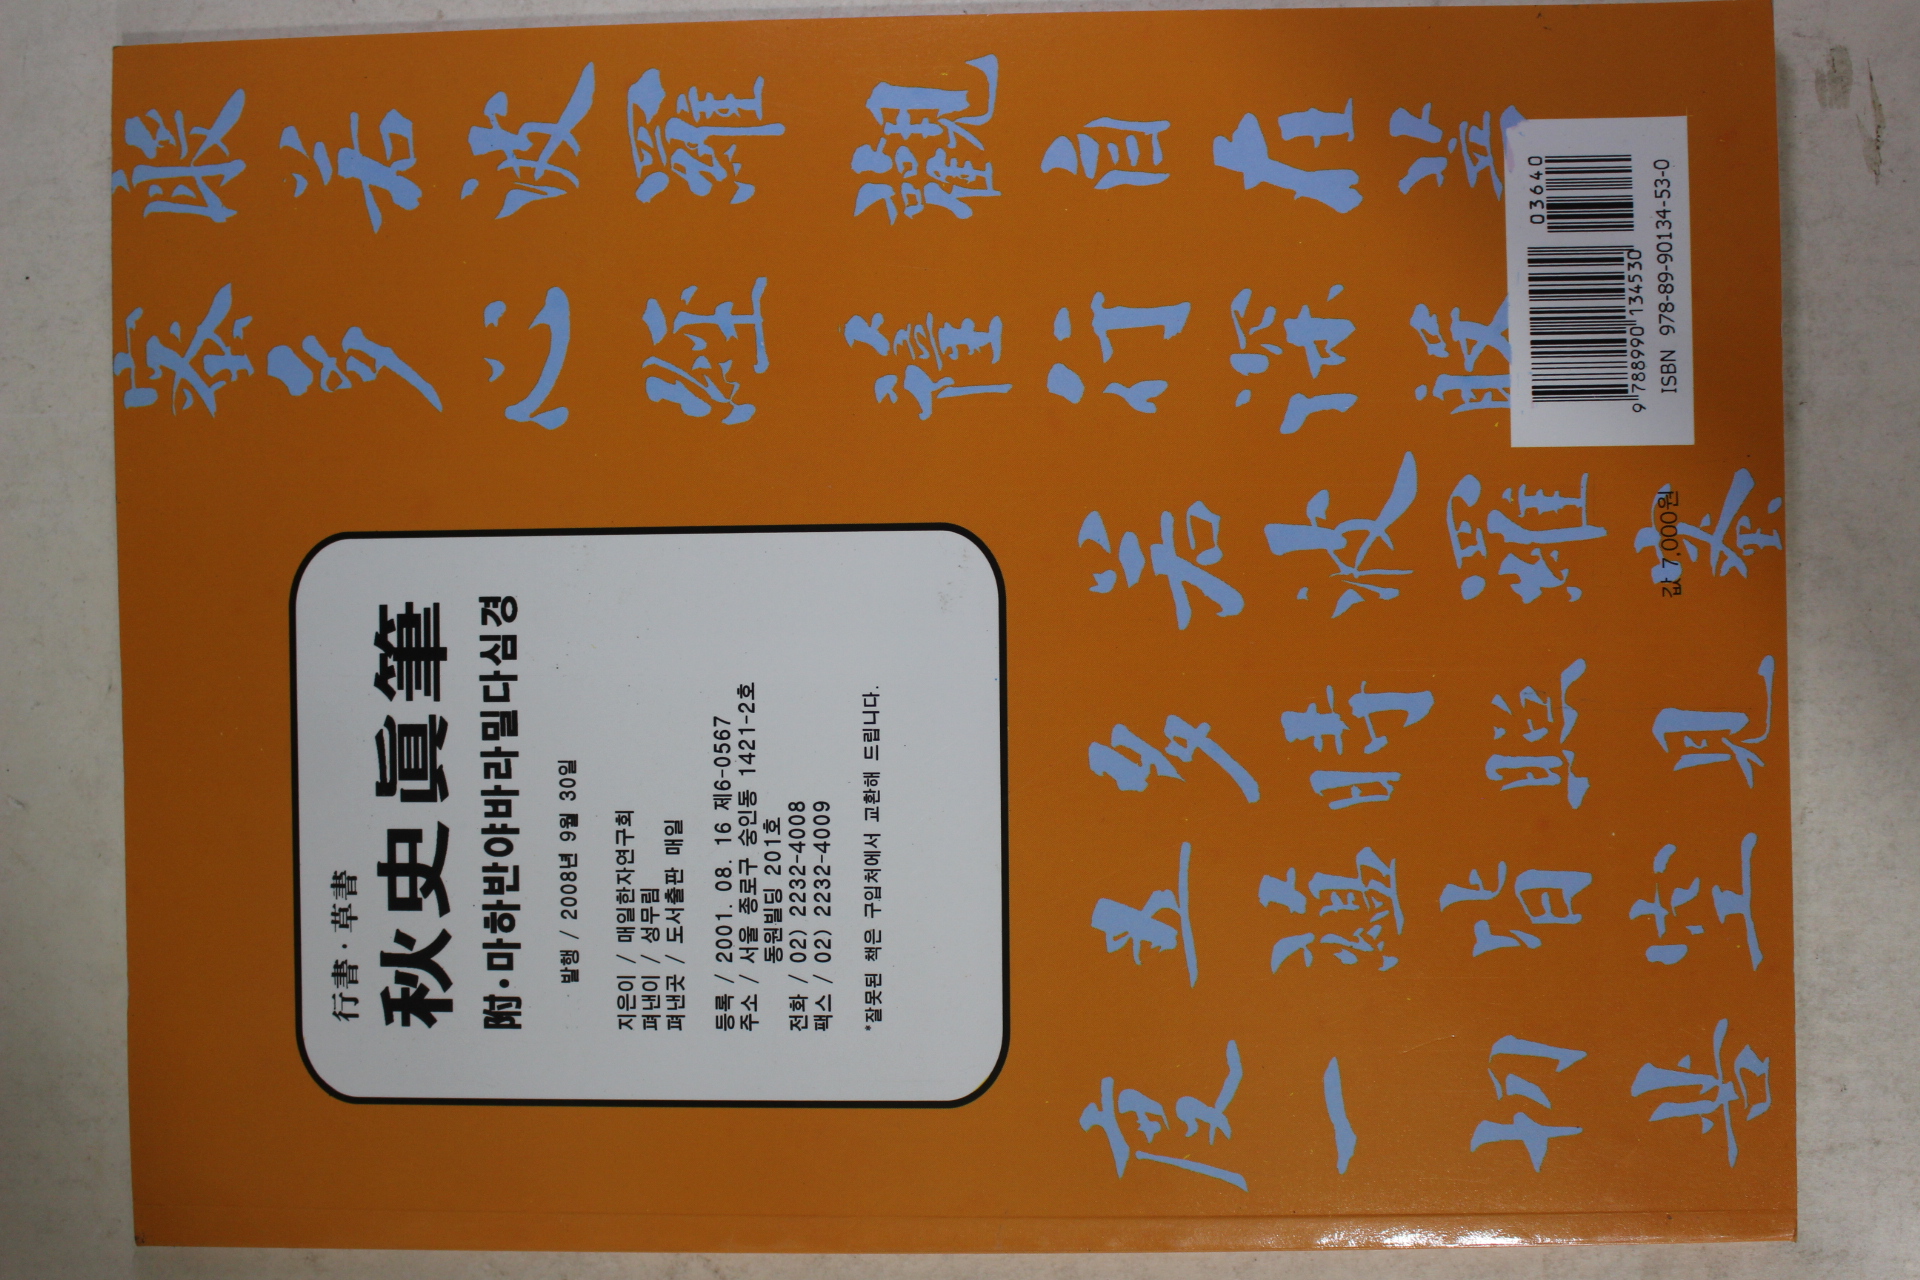 般若波羅
蜜多心經
觀自在菩
薩行深般
若波羅蜜
多時照見
五蘊皆空
度一切苦
行書·草書
秋史眞筆
附·마하반야바라밀다심경
발행 / 2008년 9월 30일
지은이 / 매일한자연구회
펴낸이 / 성무림
펴낸곳 / 도서출판 매일
등록 / 2001. 08. 16 제6-0567
주소 / 서울 종로구 숭인동 1421-2호
동원빌딩 201호
전화 / 02) 2232-4008
팩스 / 02) 2232-4009
*잘못된 책은 구입처에서 교환해 드립니다.
03640
9 788990 134530
ISBN 978-89-90134-53-0
값 7,000원